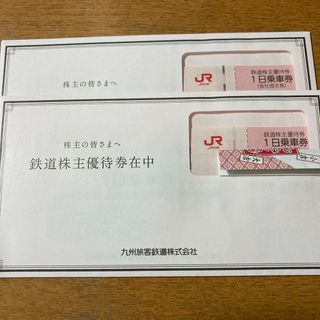 株主の皆さまへ
JR
鉄道株主優待券
1日乗車券
株主の皆さまへ
鉄道株主優待券在中
JR
鉄道株主優待券
1日乗車券
九州旅客鉄道株式会社